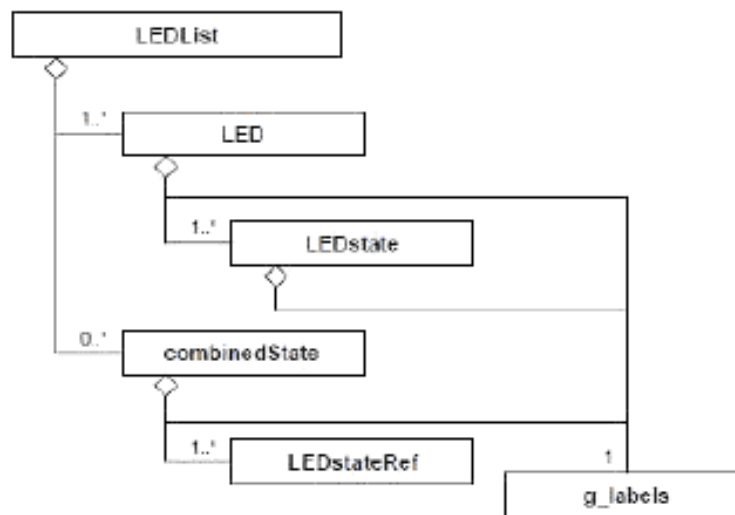 LEDList
1..*
LED
1..*
LEDstate
0..*
combinedState
1..*
LEDstateRef
1
g_labels